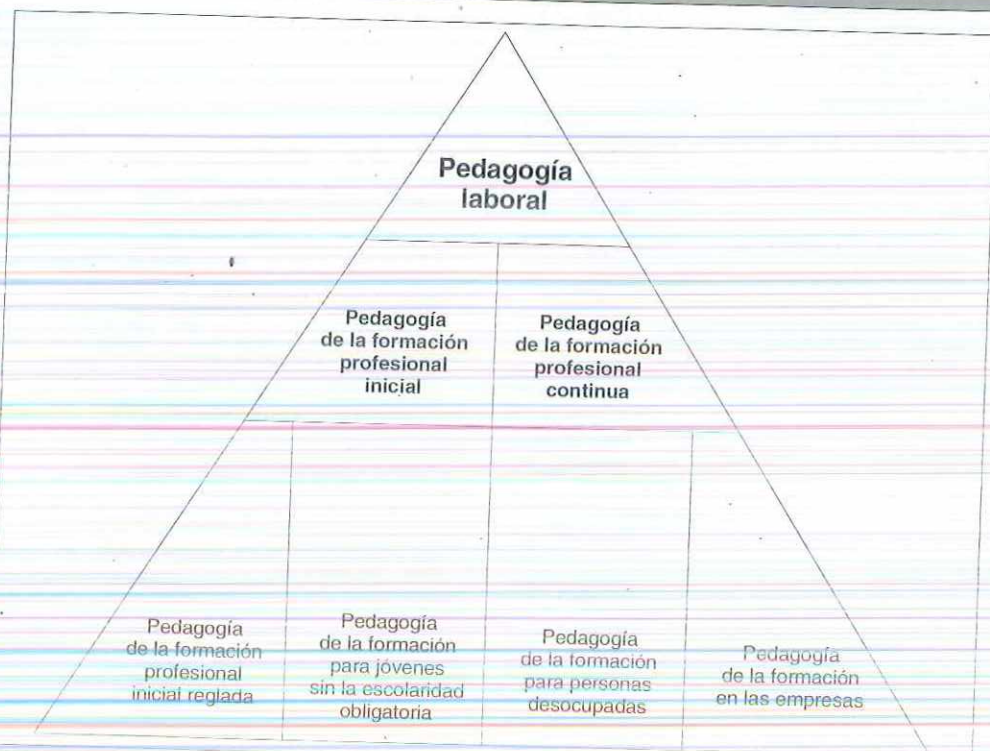 Pedagogía
laboral
Pedagogía
de la formación
profesional
inicial
Pedagogía
de la formación
profesional
continua
Pedagogía
de la formación
profesional
inicial reglada
Pedagogía
de la formación
para jóvenes
sin la escolaridad
obligatoria
Pedagogía
de la formación
para personas
desocupadas
Pedagogía
de la formación
en las empresas